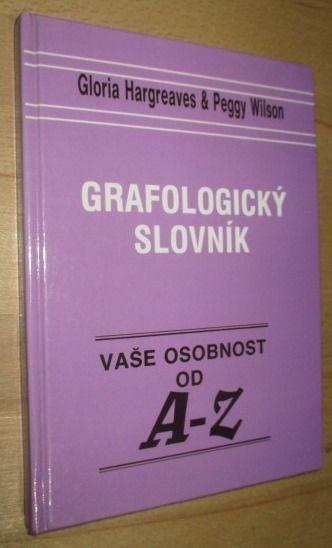 Gloria Hargreaves & Peggy Wilson
GRAFOLOGICKÝ
SLOVNÍK
VAŠE OSOBNOST
OD
A-Z